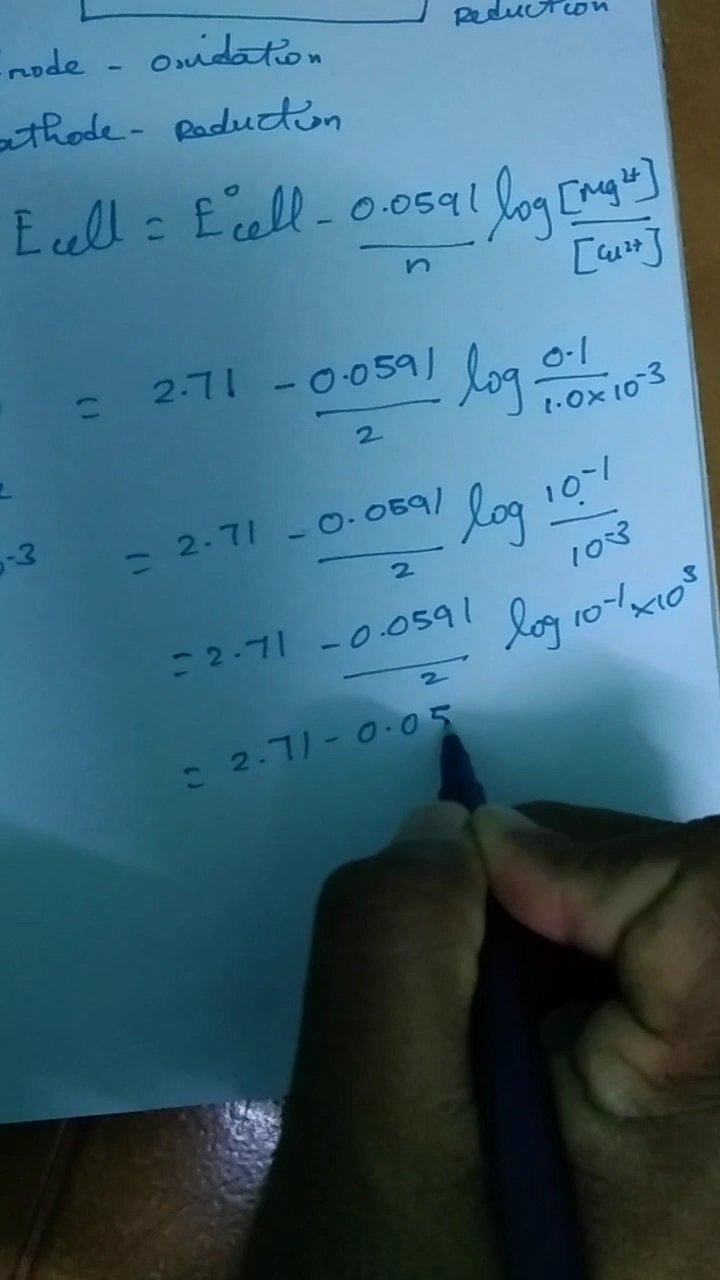 Reduction
node - oxidation
athode - Reduction
E cell = E°cell - 0.0591/n log [Mg²⁺]/[Cu²⁺]
= 2.71 - 0.0591/2 log 0.1/1.0×10⁻³
2
-3 = 2.71 - 0.0591/2 log 10⁻¹/10⁻³
= 2.71 - 0.0591/2 log 10⁻¹ ×10³
= 2.71 - 0.05